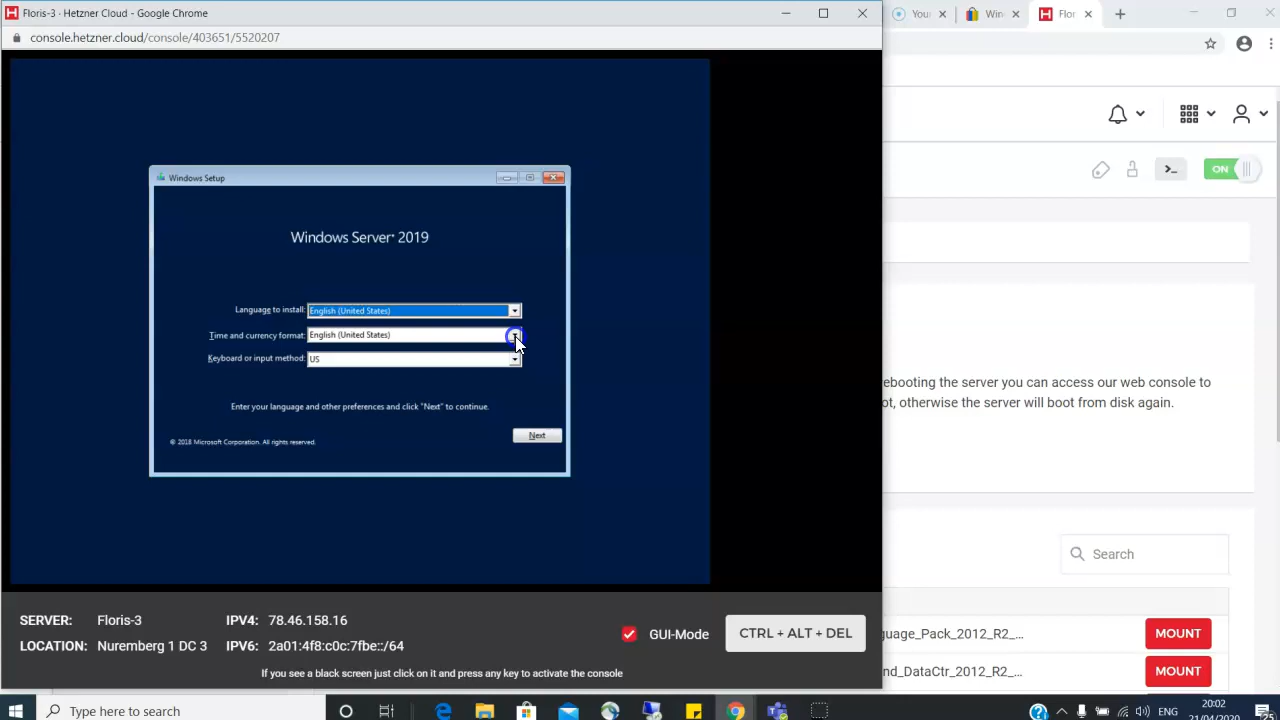 Floris-3 - Hetzner Cloud - Google Chrome
console.hetzner.cloud/console/403651/5520207
You
Win
Flor
Windows Setup
Windows Server 2019
Language to install: English (United States)
Time and currency format: English (United States)
Keyboard or input method: US
Enter your language and other preferences and click "Next" to continue.
Next
© 2018 Microsoft Corporation. All rights reserved.
ON
ebooting the server you can access our web console to
ot, otherwise the server will boot from disk again.
Search
guage_Pack_2012_R2_...
MOUNT
nd_DataCtr_2012_R2_...
MOUNT
SERVER: Floris-3
IPV4: 78.46.158.16
LOCATION: Nuremberg 1 DC 3
IPV6: 2a01:4f8:c0c:7fbe::/64
GUI-Mode
CTRL + ALT + DEL
If you see a black screen just click on it and press any key to activate the console
Type here to search
ENG
20:02
21/04/2020